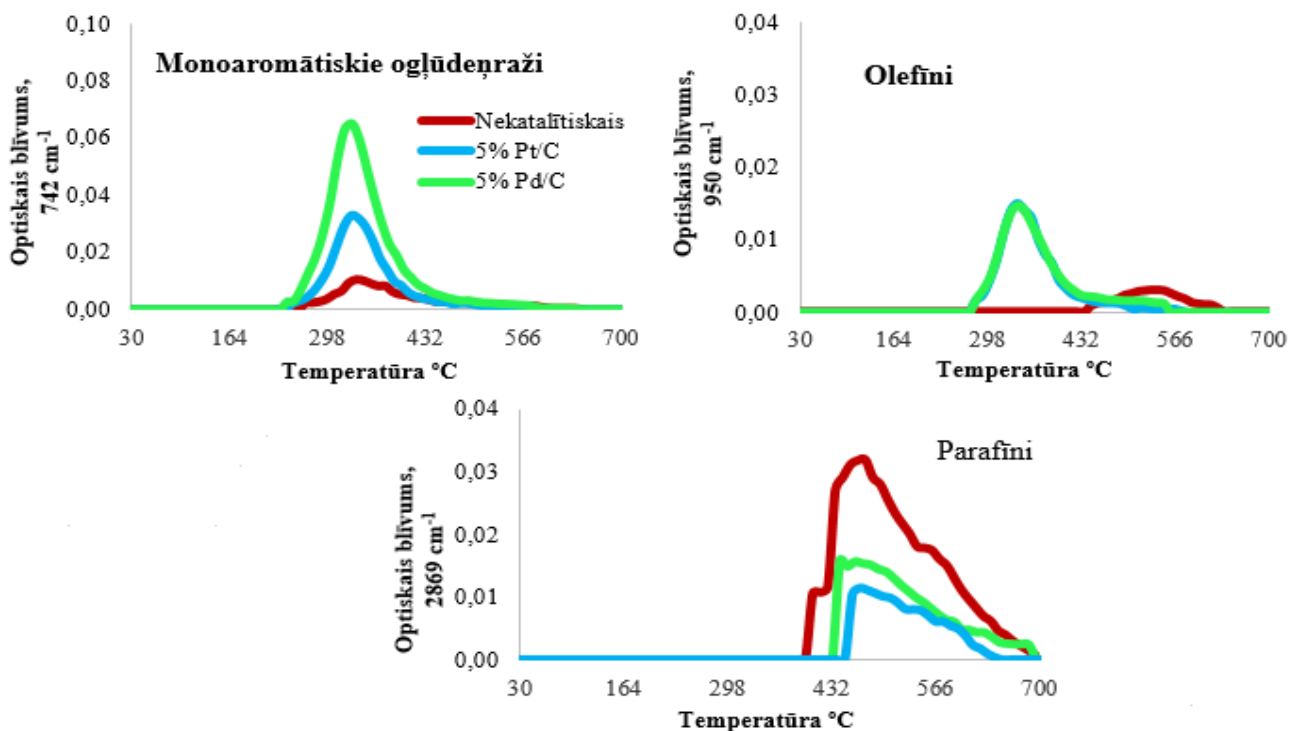 Monoaromātiskie ogļūdeņraži
Optiskais blīvums,
742 cm⁻¹
0,10
0,08
0,06
0,04
0,02
0,00
Nekatalītiskais
5% Pt/C
5% Pd/C
30 164 298 432 566 700
Temperatūra °C
Olefīni
Optiskais blīvums,
950 cm⁻¹
0,04
0,03
0,02
0,01
0,00
30 164 298 432 566 700
Temperatūra °C
Parafīni
Optiskais blīvums,
2869 cm⁻¹
0,04
0,03
0,02
0,01
0,00
30 164 298 432 566 700
Temperatūra °C